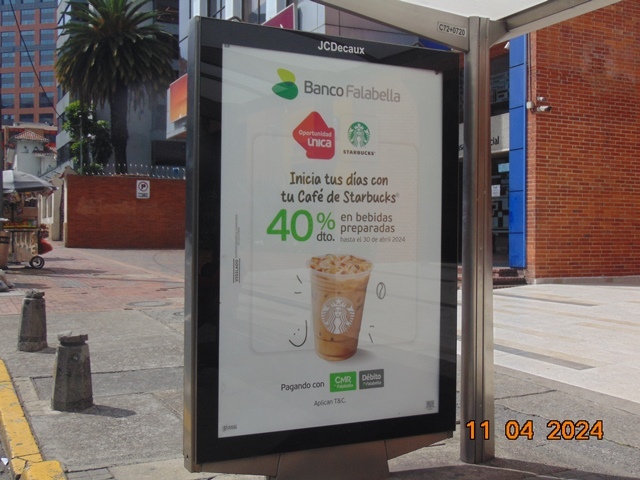 C72+0720
JCDecaux
Banco Falabella
Oportunidad
única
STARBUCKS
Inicia tus días con
tu Café de Starbucks
40% dto.
en bebidas
preparadas
hasta el 30 de abril 2024
Pagando con
CMR
Débito
Aplican T&C.
11 04 2024